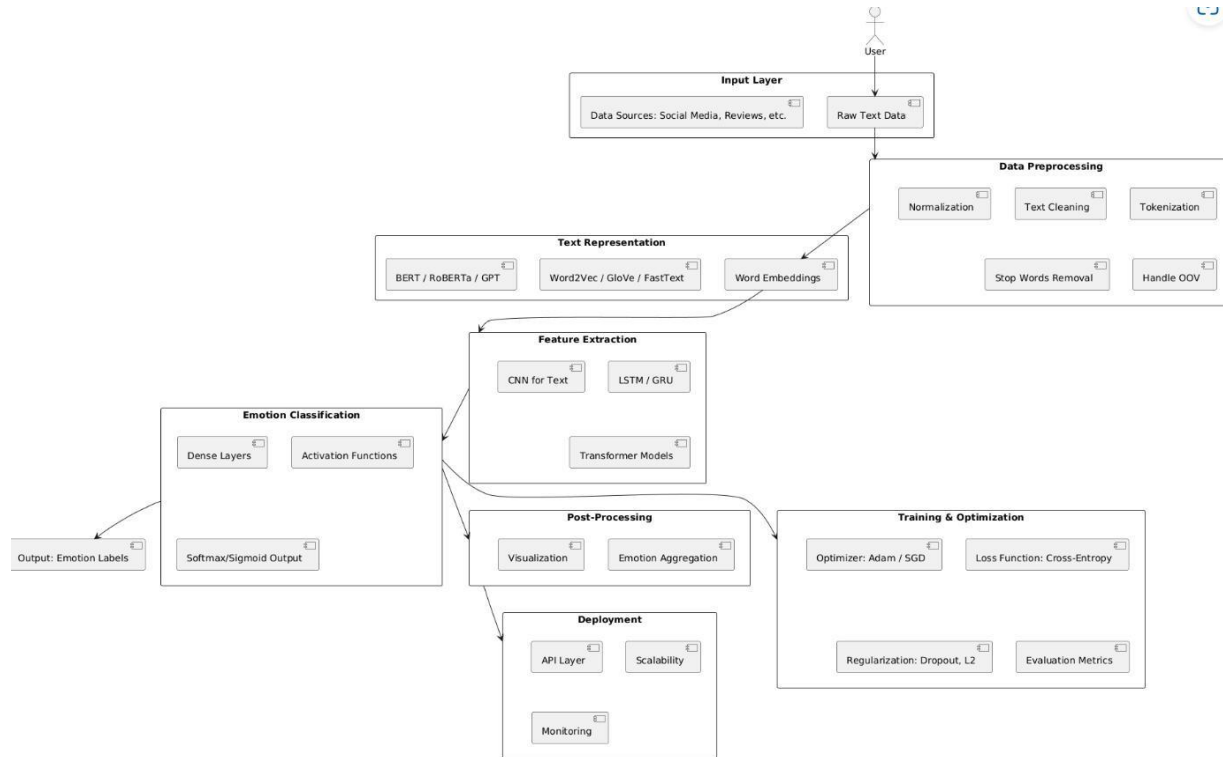 User
Input Layer
Data Sources: Social Media, Reviews, etc.
Raw Text Data
Data Preprocessing
Normalization
Text Cleaning
Tokenization
Stop Words Removal
Handle OOV
Text Representation
BERT / RoBERTa / GPT
Word2Vec / GloVe / FastText
Word Embeddings
Feature Extraction
CNN for Text
LSTM / GRU
Transformer Models
Emotion Classification
Dense Layers
Activation Functions
Softmax/Sigmoid Output
Output: Emotion Labels
Post-Processing
Visualization
Emotion Aggregation
Training & Optimization
Optimizer: Adam / SGD
Loss Function: Cross-Entropy
Regularization: Dropout, L2
Evaluation Metrics
Deployment
API Layer
Scalability
Monitoring